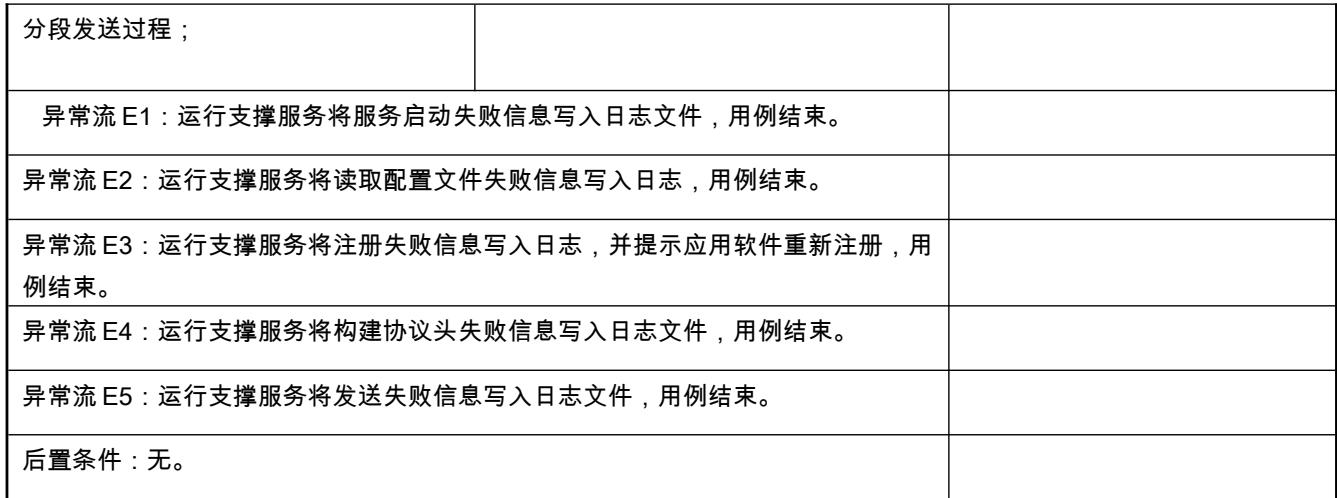 分段发送过程；
异常流 E1：运行支撑服务将服务启动失败信息写入日志文件，用例结束。
异常流 E2：运行支撑服务将读取配置文件失败信息写入日志，用例结束。
异常流 E3：运行支撑服务将注册失败信息写入日志，并提示应用软件重新注册，用
例结束。
异常流 E4：运行支撑服务将构建协议头失败信息写入日志文件，用例结束。
异常流 E5：运行支撑服务将发送失败信息写入日志文件，用例结束。
后置条件：无。